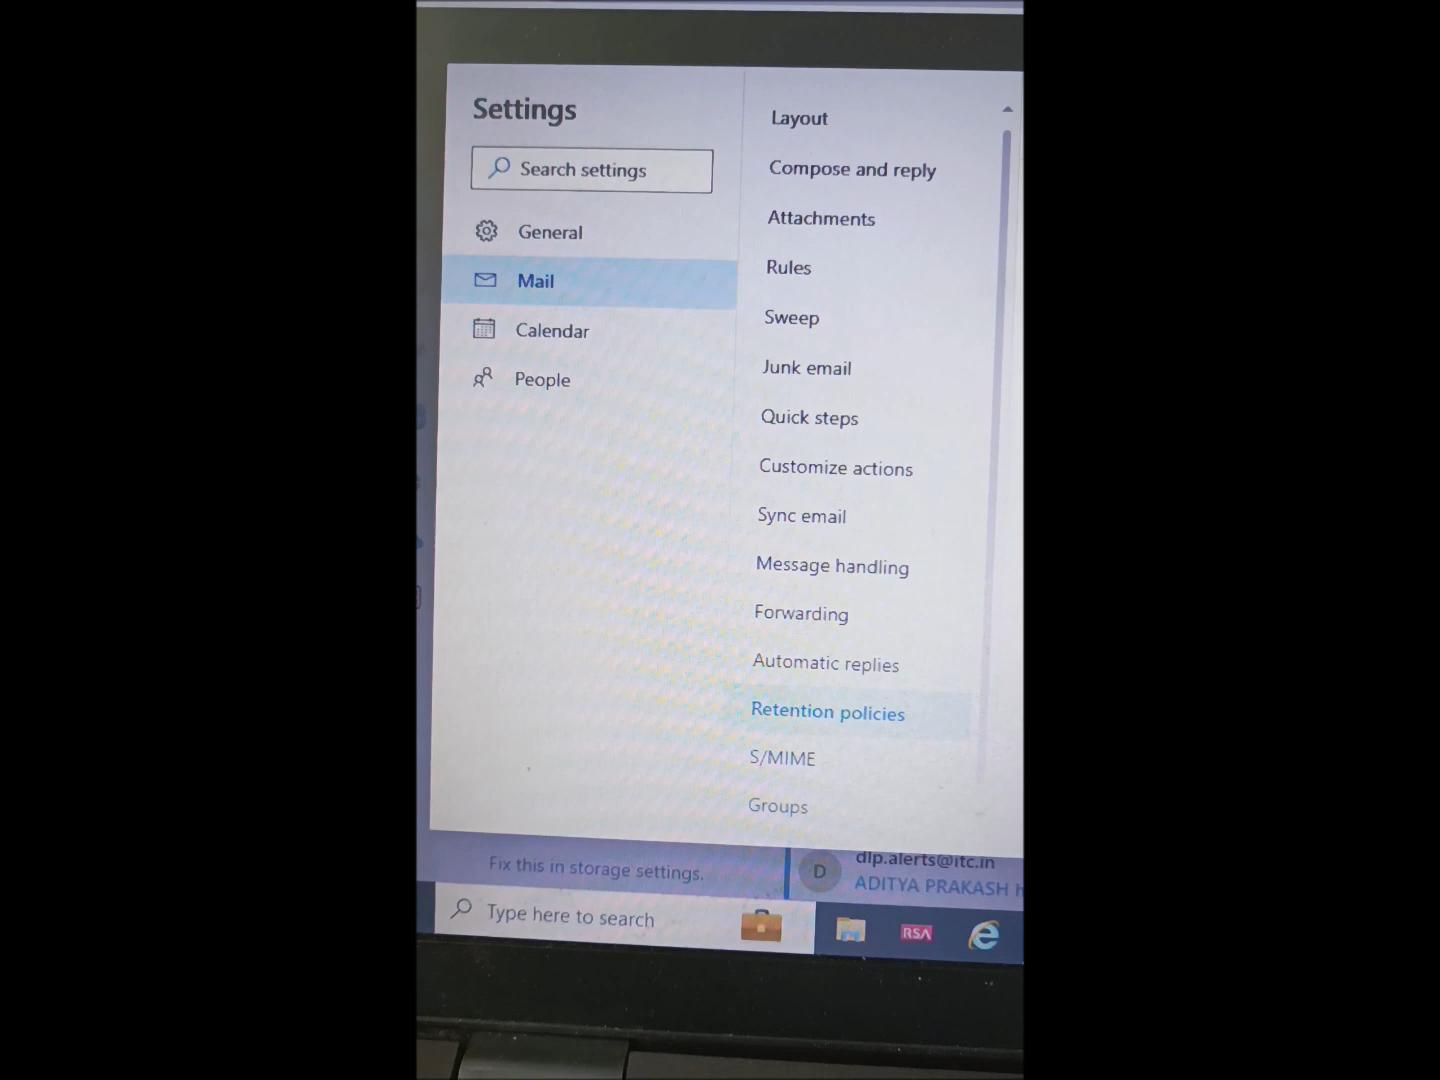 Settings
Search settings
General
Mail
Calendar
People
Layout
Compose and reply
Attachments
Rules
Sweep
Junk email
Quick steps
Customize actions
Sync email
Message handling
Forwarding
Automatic replies
Retention policies
S/MIME
Groups
Fix this in storage settings.
D
dlp.alerts@itc.in
ADITYA PRAKASH h
Type here to search
RSA